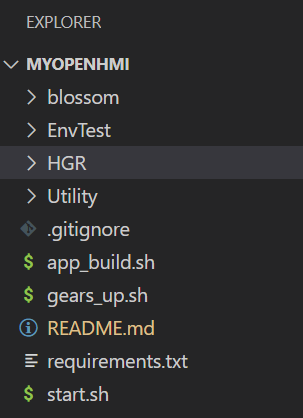 EXPLORER
MYOPENHMI
blossom
EnvTest
HGR
Utility
.gitignore
$ app_build.sh
$ gears_up.sh
README.md
requirements.txt
$ start.sh